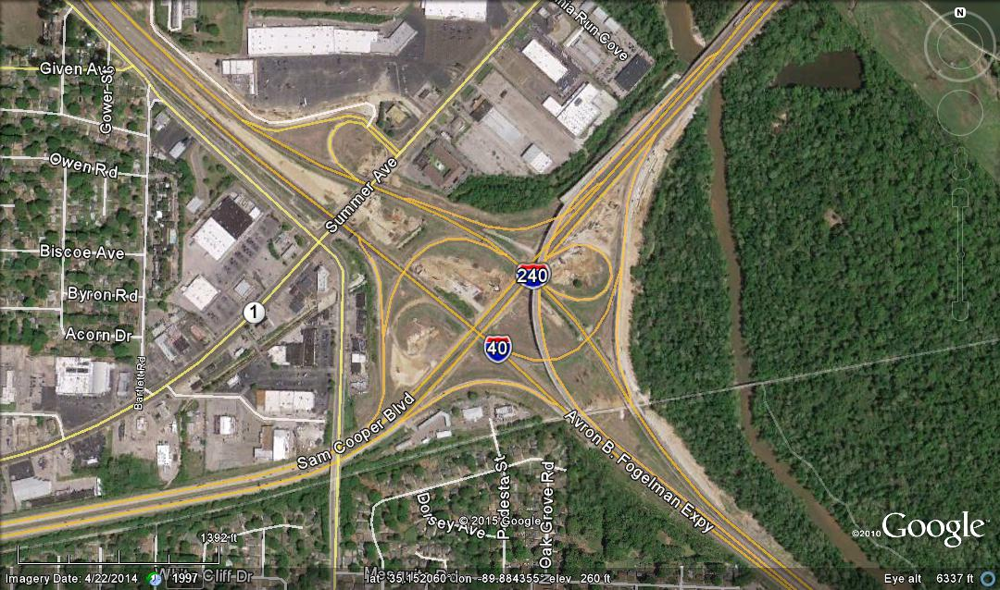 nia Run Cove
N
Given Av
Gower St
Owen Rd
Summer Ave
Biscoe Ave
240
Byron Rd
1
Acorn Dr
40
Bartlett Rd
Sam Cooper Blvd
Avron B. Fogelman Expy
Podesta St
Oak Grove Rd
Dorsey Ave
© 2015 Google
©2010 Google
1392 ft
Cliff Dr
Imagery Date: 4/22/2014 1997
lat 35.152060° lon -89.884355° elev 260 ft
Eye alt 6337 ft